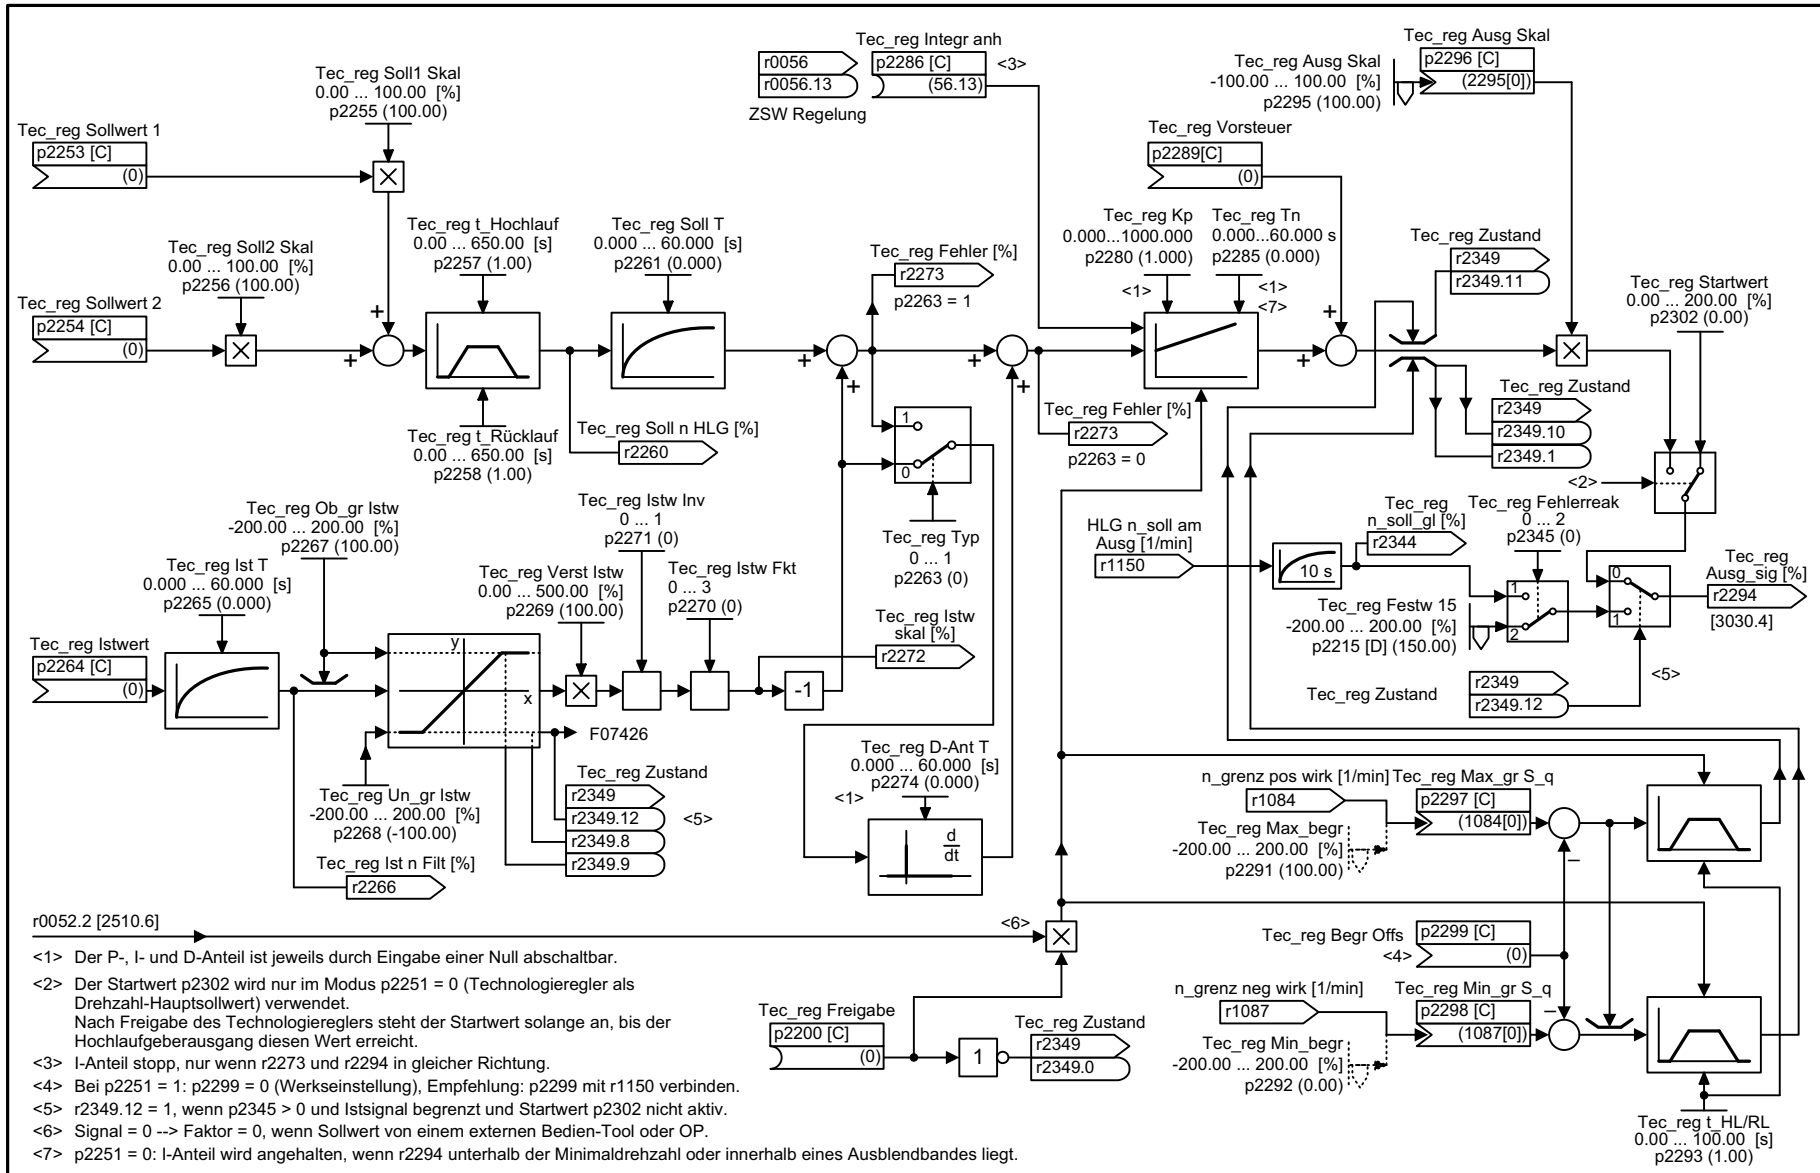 Tec_reg Integr anh
r0056
r0056.13
p2286 [C]
(56.13)
<3>
ZSW Regelung
Tec_reg Ausg Skal
p2296 [C]
(2295[0])
Tec_reg Ausg Skal
-100.00 ... 100.00 [%]
p2295 (100.00)
Tec_reg Soll1 Skal
0.00 ... 100.00 [%]
p2255 (100.00)
Tec_reg Sollwert 1
p2253 [C]
(0)
Tec_reg Vorsteuer
p2289[C]
(0)
Tec_reg Soll2 Skal
0.00 ... 100.00 [%]
p2256 (100.00)
Tec_reg Sollwert 2
p2254 [C]
(0)
+
+
Tec_reg t_Hochlauf
0.00 ... 650.00 [s]
p2257 (1.00)
Tec_reg t_Rücklauf
0.00 ... 650.00 [s]
p2258 (1.00)
Tec_reg Soll T
0.000 ... 60.000 [s]
p2261 (0.000)
Tec_reg Soll n HLG [%]
r2260
Tec_reg Fehler [%]
r2273
p2263 = 1
+
+
+
+
Tec_reg Fehler [%]
r2273
p2263 = 0
Tec_reg Kp
0.000...1000.000
p2280 (1.000)
<1>
Tec_reg Tn
0.000...60.000 s
p2285 (0.000)
<1>
<7>
+
+
Tec_reg Zustand
r2349
r2349.11
Tec_reg Zustand
r2349
r2349.10
r2349.1
Tec_reg Startwert
0.00 ... 200.00 [%]
p2302 (0.00)
<2>
1
0
Tec_reg Typ
0 ... 1
p2263 (0)
Tec_reg Ob_gr Istw
-200.00 ... 200.00 [%]
p2267 (100.00)
Tec_reg Ist T
0.000 ... 60.000 [s]
p2265 (0.000)
Tec_reg Istwert
p2264 [C]
(0)
y
x
Tec_reg Istw Inv
0 ... 1
p2271 (0)
Tec_reg Verst Istw
0.00 ... 500.00 [%]
p2269 (100.00)
Tec_reg Istw Fkt
0 ... 3
p2270 (0)
Tec_reg Istw
skal [%]
r2272
-1
F07426
Tec_reg Un_gr Istw
-200.00 ... 200.00 [%]
p2268 (-100.00)
Tec_reg Ist n Filt [%]
r2266
Tec_reg Zustand
r2349
r2349.12
<5>
r2349.8
r2349.9
Tec_reg D-Ant T
0.000 ... 60.000 [s]
p2274 (0.000)
<1>
d
dt
HLG n_soll am
Ausg [1/min]
r1150
10 s
Tec_reg
n_soll_gl [%]
r2344
Tec_reg Fehlerreak
0 ... 2
p2345 (0)
Tec_reg Festw 15
-200.00 ... 200.00 [%]
p2215 [D] (150.00)
1
2
0
1
Tec_reg
Ausg_sig [%]
r2294
[3030.4]
Tec_reg Zustand
r2349
r2349.12
<5>
n_grenz pos wirk [1/min]
r1084
Tec_reg Max_gr S_q
p2297 [C]
(1084[0])
Tec_reg Max_begr
-200.00 ... 200.00 [%]
p2291 (100.00)
–
Tec_reg Begr Offs
<4>
p2299 [C]
(0)
n_grenz neg wirk [1/min]
r1087
Tec_reg Min_gr S_q
p2298 [C]
(1087[0])
–
Tec_reg Min_begr
-200.00 ... 200.00 [%]
p2292 (0.00)
Tec_reg t_HL/RL
0.00 ... 100.00 [s]
p2293 (1.00)
r0052.2 [2510.6]
<6>
Tec_reg Freigabe
p2200 [C]
(0)
1
Tec_reg Zustand
r2349
r2349.0
<1> Der P-, I- und D-Anteil ist jeweils durch Eingabe einer Null abschaltbar.
<2> Der Startwert p2302 wird nur im Modus p2251 = 0 (Technologieregler als
Drehzahl-Hauptsollwert) verwendet.
Nach Freigabe des Technologiereglers steht der Startwert solange an, bis der
Hochlaufgeberausgang diesen Wert erreicht.
<3> I-Anteil stopp, nur wenn r2273 und r2294 in gleicher Richtung.
<4> Bei p2251 = 1: p2299 = 0 (Werkseinstellung), Empfehlung: p2299 mit r1150 verbinden.
<5> r2349.12 = 1, wenn p2345 > 0 und Istsignal begrenzt und Startwert p2302 nicht aktiv.
<6> Signal = 0 --> Faktor = 0, wenn Sollwert von einem externen Bedien-Tool oder OP.
<7> p2251 = 0: I-Anteil wird angehalten, wenn r2294 unterhalb der Minimaldrehzahl oder innerhalb eines Ausblendbandes liegt.